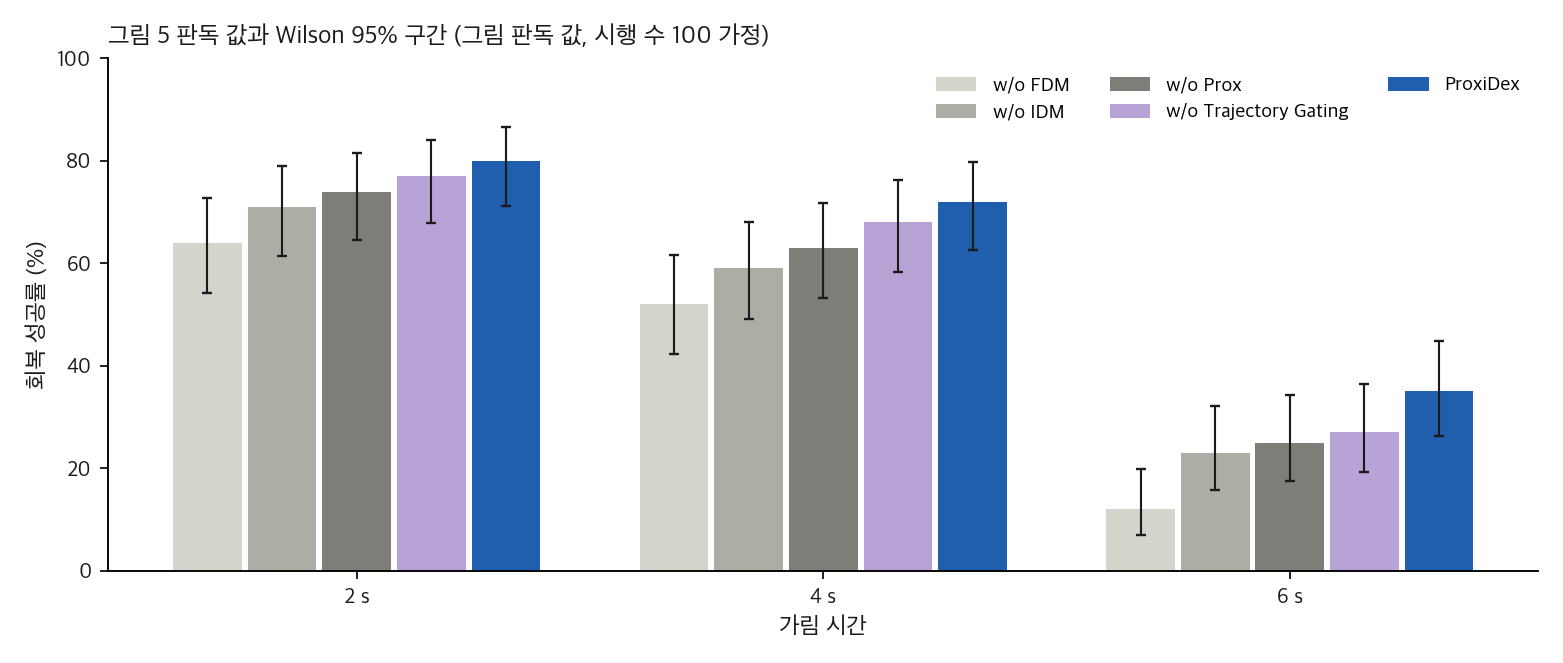 그림 5 판독 값과 Wilson 95% 구간 (그림 판독 값, 시행 수 100 가정)
100
80
60
40
20
0
회복 성공률 (%)
w/o FDM
w/o IDM
w/o Prox
w/o Trajectory Gating
ProxiDex
2 s
4 s
6 s
가림 시간